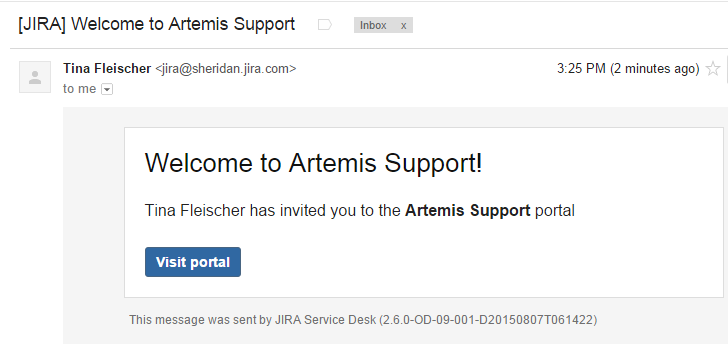 [JIRA] Welcome to Artemis Support Inbox x
Tina Fleischer <jira@sheridan.jira.com> 3:25 PM (2 minutes ago)
to me
Welcome to Artemis Support!
Tina Fleischer has invited you to the Artemis Support portal
Visit portal
This message was sent by JIRA Service Desk (2.6.0-OD-09-001-D20150807T061422)